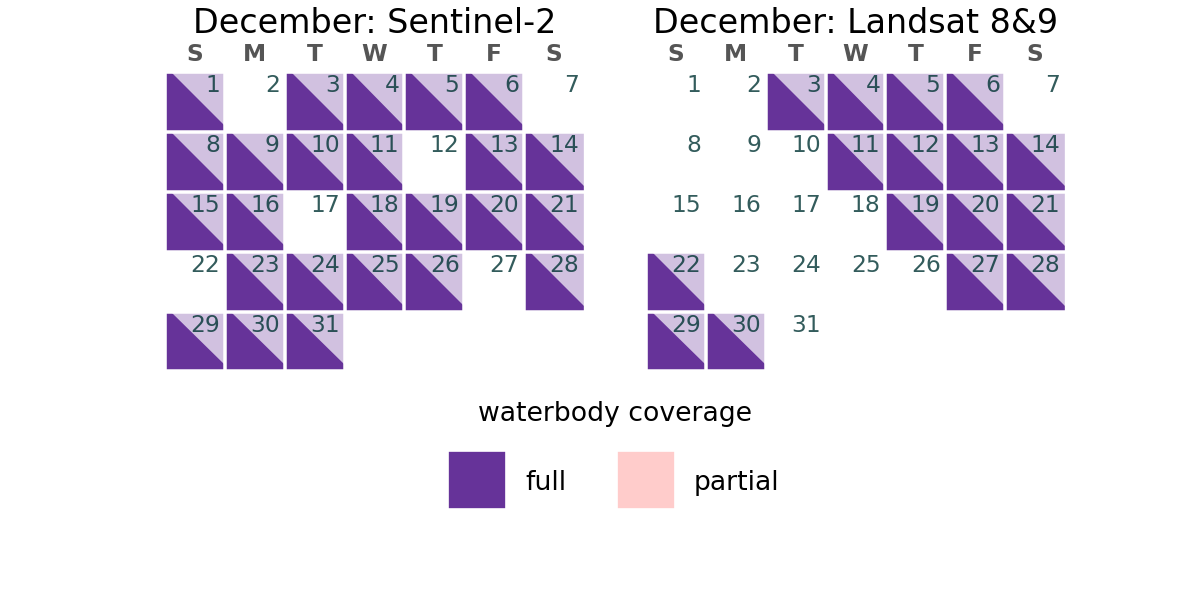 December: Sentinel-2
S M T W T F S
1 2 3 4 5 6 7
8 9 10 11 12 13 14
15 16 17 18 19 20 21
22 23 24 25 26 27 28
29 30 31
December: Landsat 8&9
S M T W T F S
1 2 3 4 5 6 7
8 9 10 11 12 13 14
15 16 17 18 19 20 21
22 23 24 25 26 27 28
29 30 31
waterbody coverage
full partial